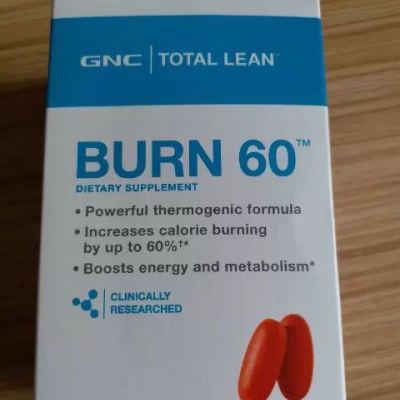 GNC | TOTAL LEAN™
BURN 60™
DIETARY SUPPLEMENT
• Powerful thermogenic formula
• Increases calorie burning
by up to 60%†*
• Boosts energy and metabolism*
CLINICALLY
RESEARCHED